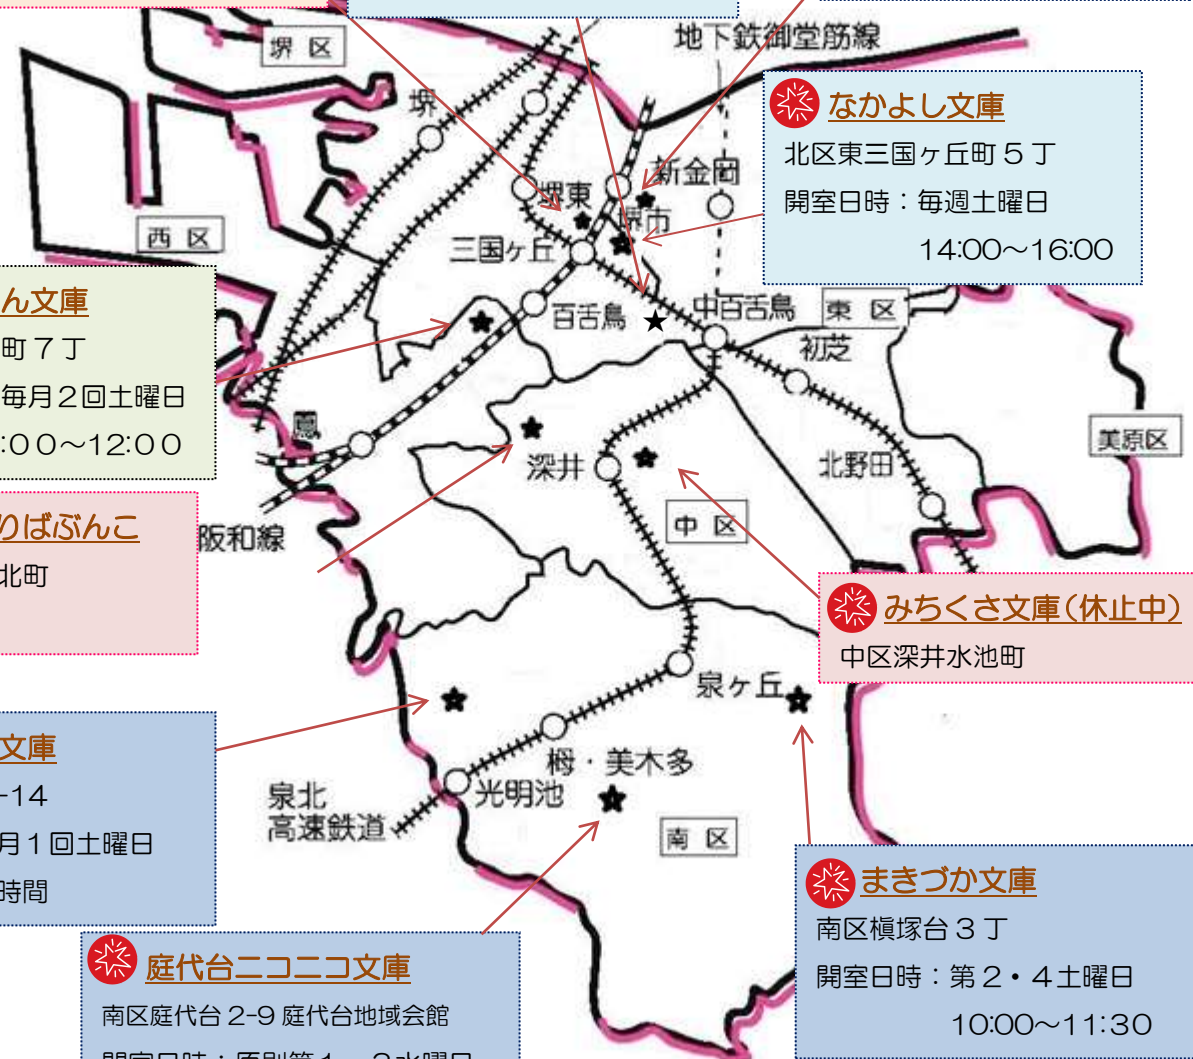 堺 区
地下鉄御堂筋線
なかよし文庫
北区東三国ヶ丘町５丁
開室日時：毎週土曜日
14:00～16:00
堺
新金岡
堺東
堺市
西 区
三国ヶ丘
百舌鳥
中百舌鳥
東 区
初芝
ん文庫
町７丁
毎月２回土曜日
:００～12:００
鳳
美原区
深井
北野田
りばぶんこ
北町
阪和線
中 区
みちくさ文庫(休止中)
中区深井水池町
泉ヶ丘
文庫
-14
月１回土曜日
時間
栂・美木多
光明池
泉北
高速鉄道
南 区
まきづか文庫
南区槇塚台３丁
開室日時：第２・４土曜日
10:00～11:30
庭代台ニコニコ文庫
南区庭代台 2-9 庭代台地域会館